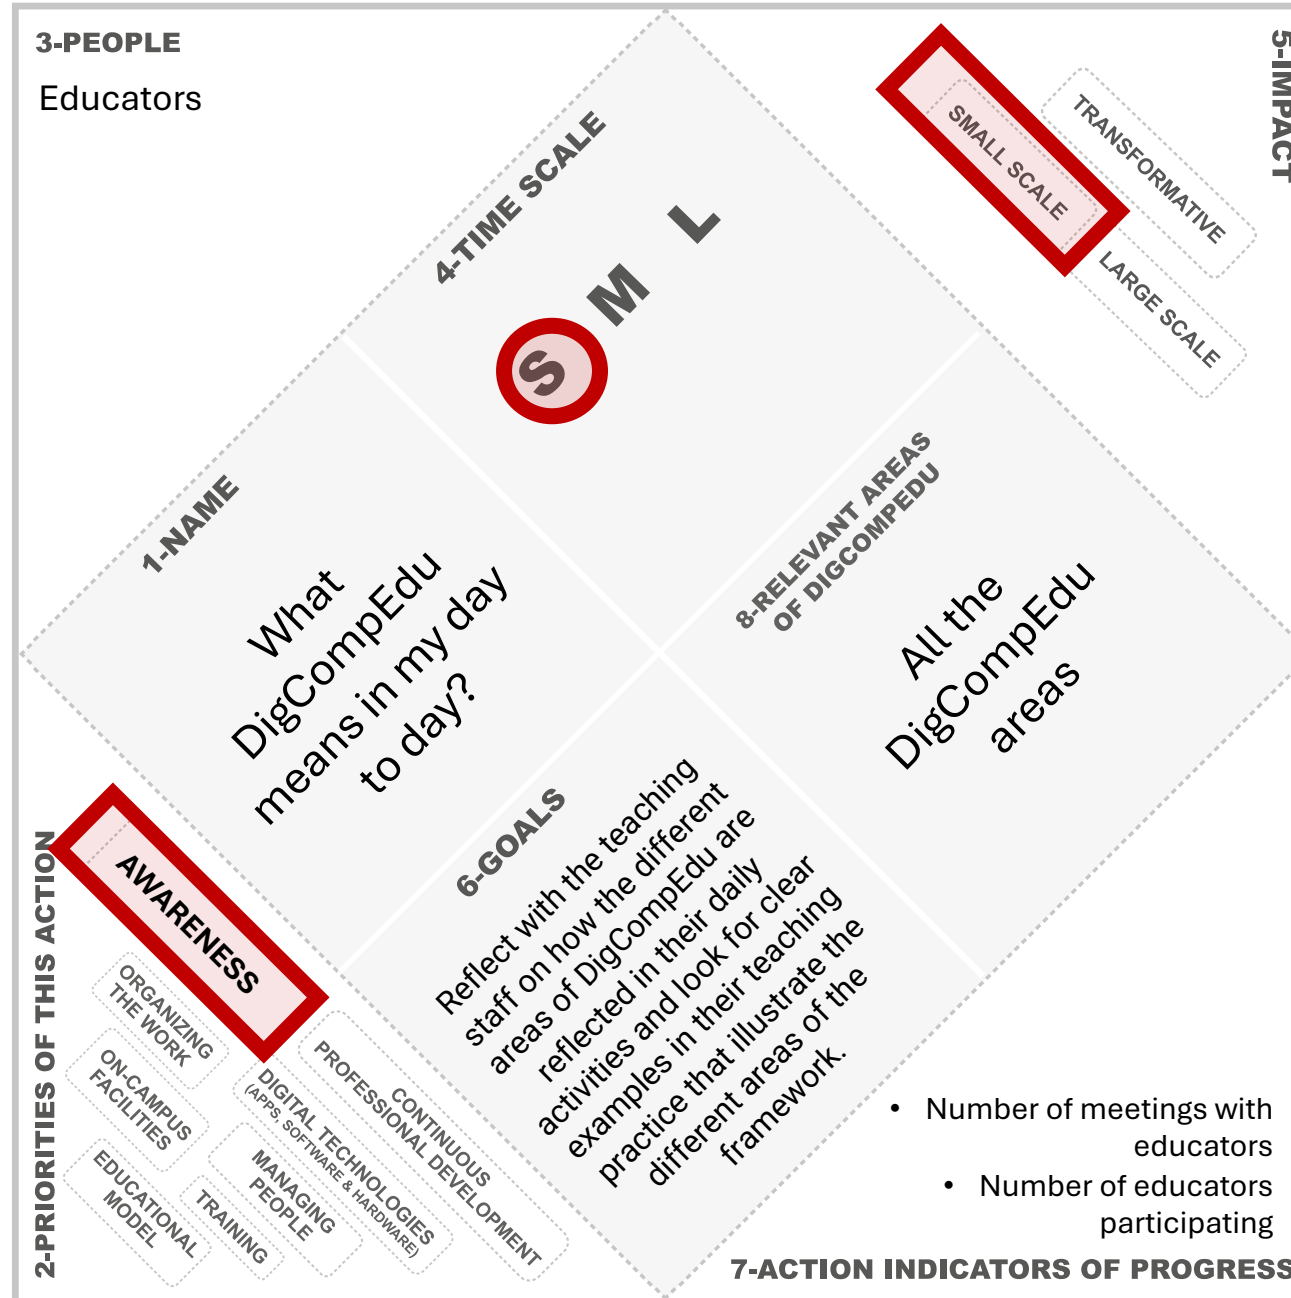 3-PEOPLE
Educators
4-TIME SCALE
S M L
5-IMPACT
SMALL SCALE
TRANSFORMATIVE
LARGE SCALE
1-NAME
What
DigCompEdu
means in my day
to day?
8-RELEVANT AREAS
OF DIGCOMPEDU
All the
DigCompEdu
areas
2-PRIORITIES OF THIS ACTION
AWARENESS
ORGANIZING
THE WORK
ON-CAMPUS
FACILITIES
EDUCATIONAL
MODEL
TRAINING
MANAGING
PEOPLE
DIGITAL TECHNOLOGIES
(APPS, SOFTWARE & HARDWARE)
CONTINUOUS
PROFESSIONAL DEVELOPMENT
6-GOALS
Reflect with the teaching
staff on how the different
areas of DigCompEdu are
reflected in their daily
activities and look for clear
examples in their teaching
practice that illustrate the
different areas of the
framework.
• Number of meetings with
educators
• Number of educators
participating
7-ACTION INDICATORS OF PROGRESS